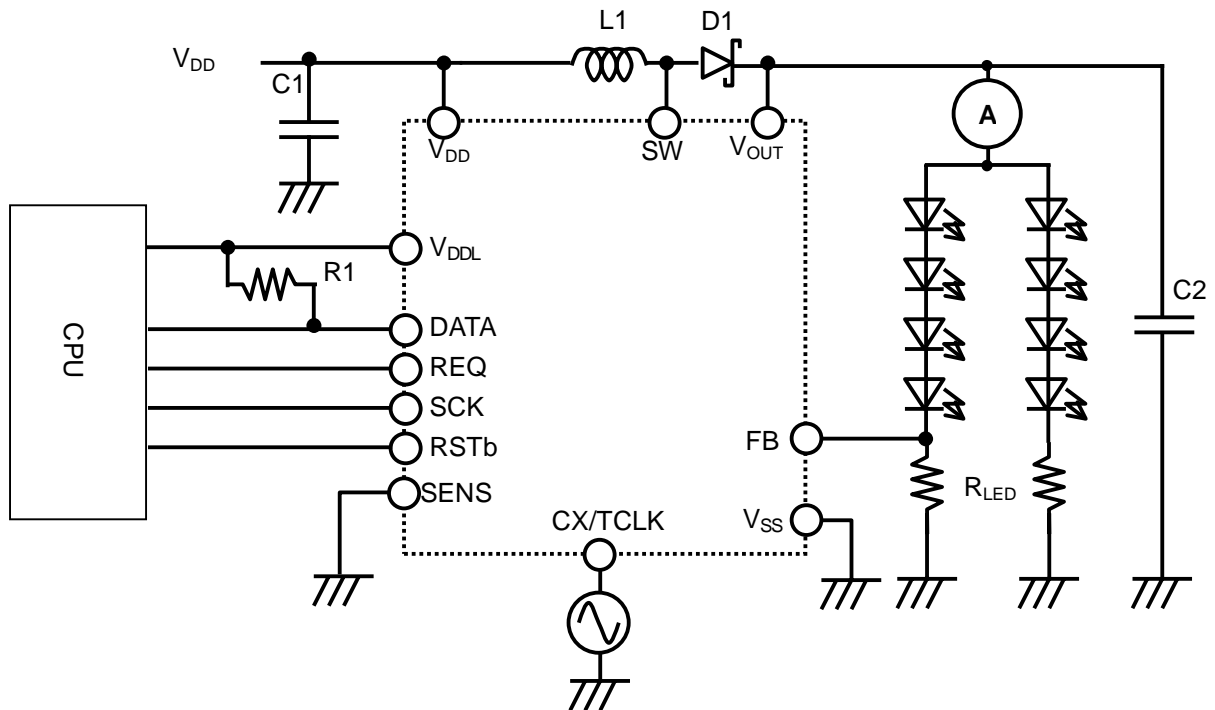 L1
D1
VDD
C1
VDD
SW
VOUT
A
VDDL
R1
C2
CPU
DATA
REQ
SCK
RSTb
FB
SENS
RLED
VSS
CX/TCLK